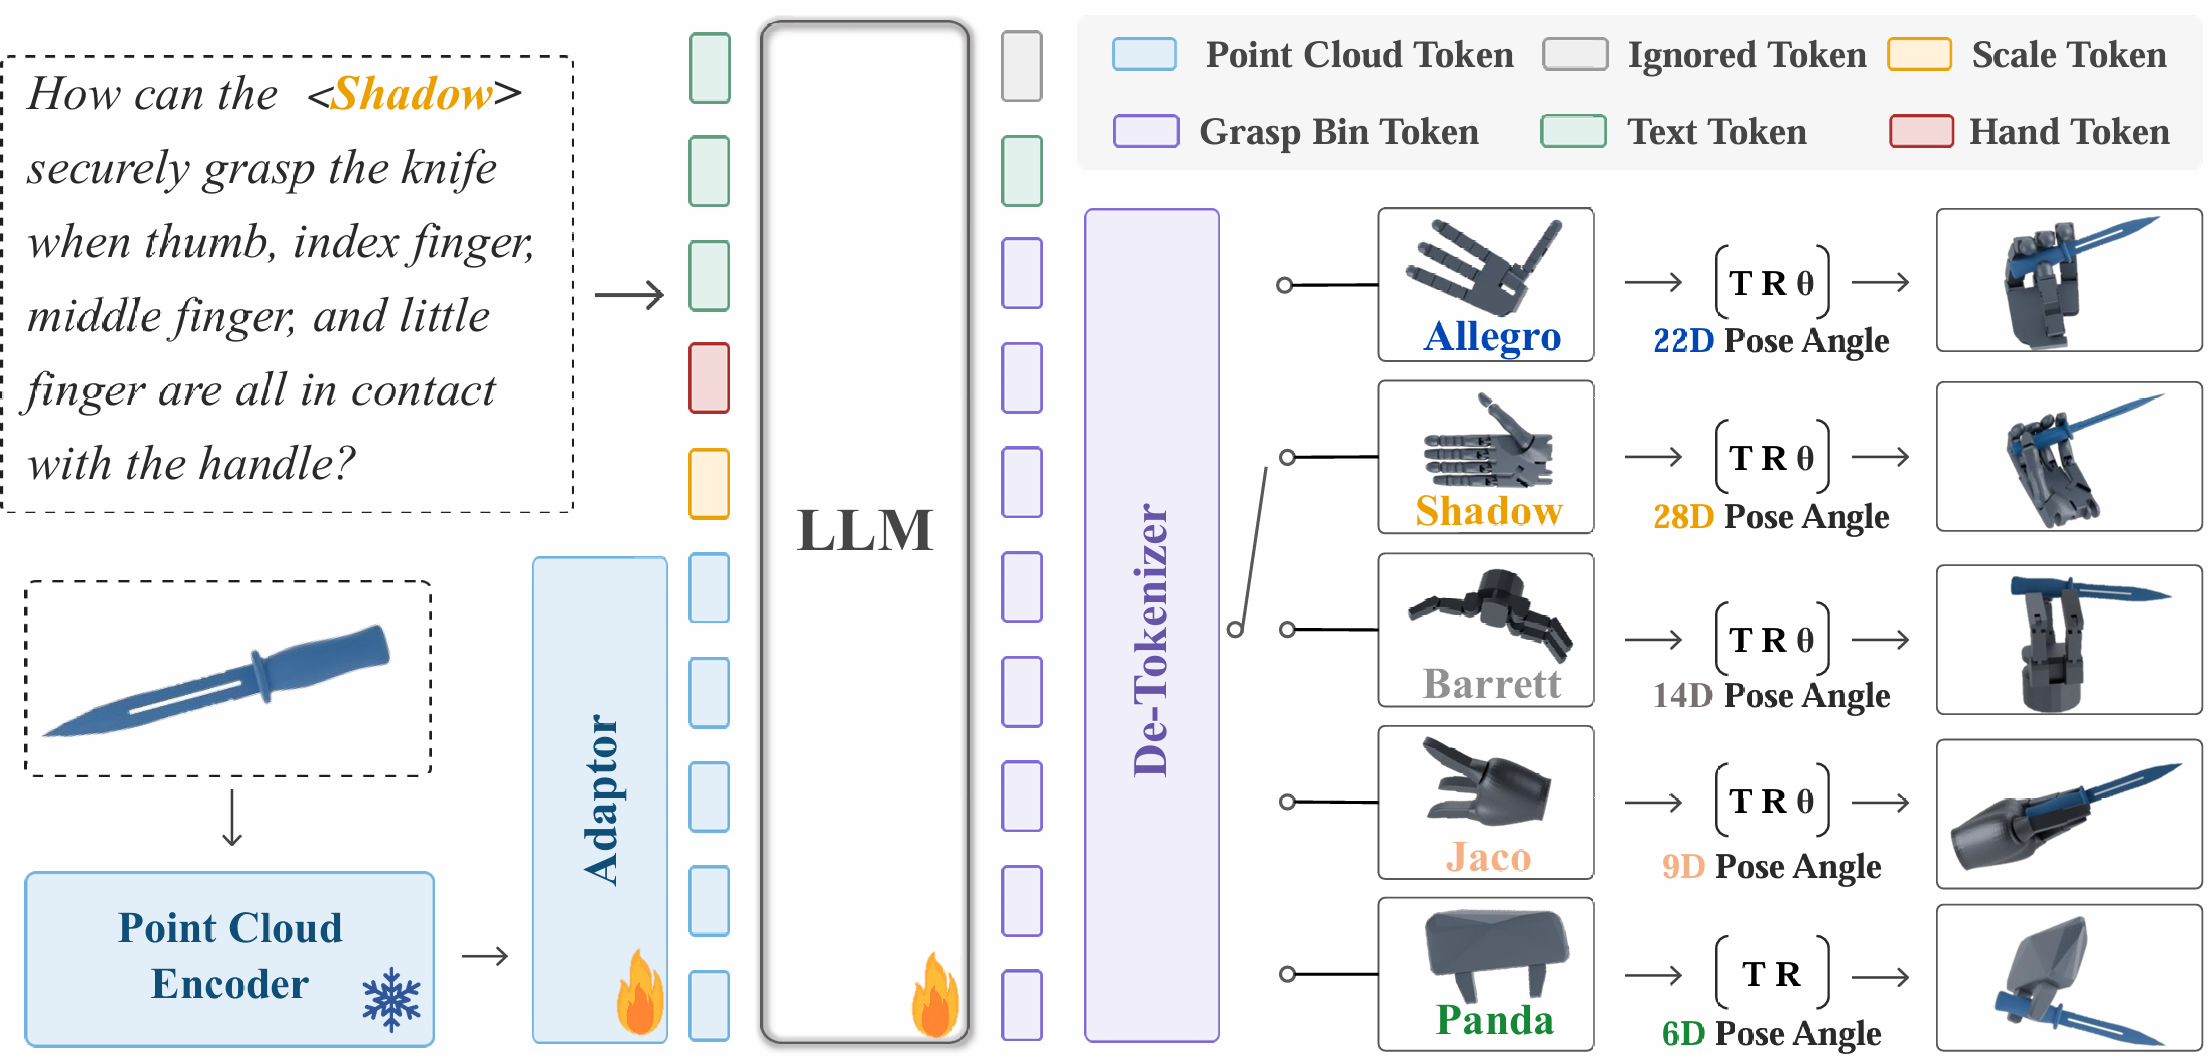 How can the <Shadow>
securely grasp the knife
when thumb, index finger,
middle finger, and little
finger are all in contact
with the handle?
Point Cloud
Encoder
Adaptor
LLM
Point Cloud Token
Ignored Token
Scale Token
Grasp Bin Token
Text Token
Hand Token
De-Tokenizer
Allegro
T R θ
22D Pose Angle
Shadow
T R θ
28D Pose Angle
Barrett
T R θ
14D Pose Angle
Jaco
T R θ
9D Pose Angle
Panda
T R
6D Pose Angle